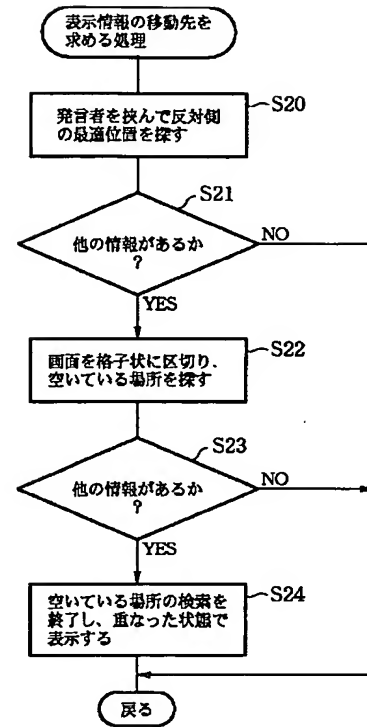 表示情報の移動先を
求める処理
S20
発言者を挟んで反対側
の最適位置を探す
S21
他の情報があるか
?
NO
YES
S22
画面を格子状に区切り、
空いている場所を探す
S23
他の情報があるか
?
NO
YES
S24
空いている場所の検索を
終了し、重なった状態で
表示する
戻る